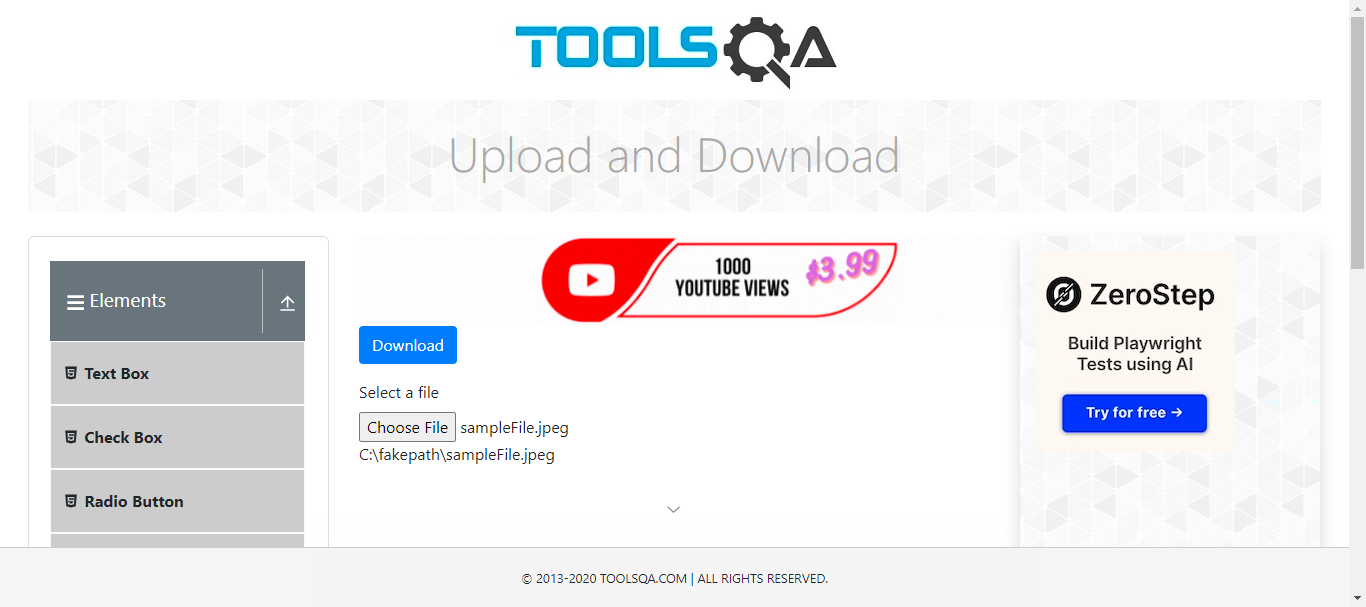 TOOLSQA
Upload and Download
Elements
Text Box
Check Box
Radio Button
1000
YOUTUBE VIEWS
$3.99
Download
Select a file
Choose File sampleFile.jpeg
C:\fakepath\sampleFile.jpeg
ZeroStep
Build Playwright
Tests using AI
Try for free →
© 2013-2020 TOOLSQA.COM | ALL RIGHTS RESERVED.